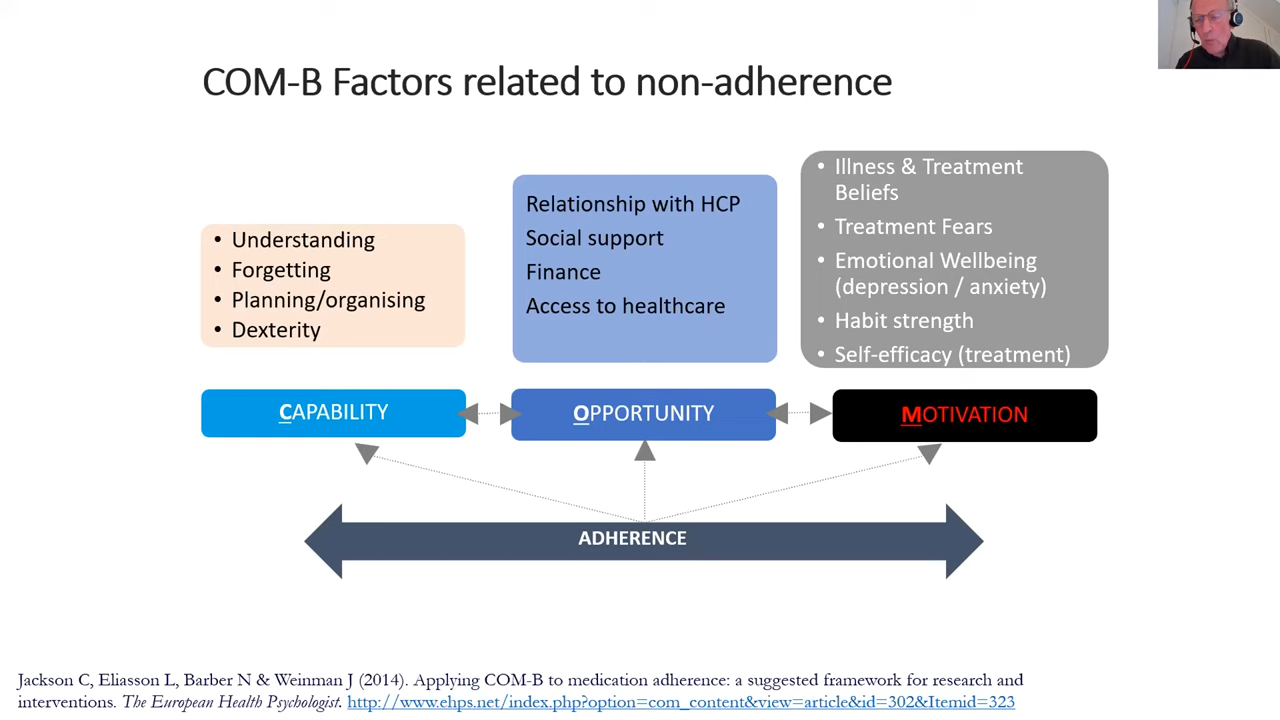 COM-B Factors related to non-adherence
• Understanding
• Forgetting
• Planning/organising
• Dexterity
Relationship with HCP
Social support
Finance
Access to healthcare
• Illness & Treatment
Beliefs
• Treatment Fears
• Emotional Wellbeing
(depression / anxiety)
• Habit strength
• Self-efficacy (treatment)
CAPABILITY
OPPORTUNITY
MOTIVATION
ADHERENCE
Jackson C, Eliasson L, Barber N & Weinman J (2014). Applying COM-B to medication adherence: a suggested framework for research and
interventions. The European Health Psychologist. http://www.ehps.net/index.php?option=com_content&view=article&id=302&Itemid=323